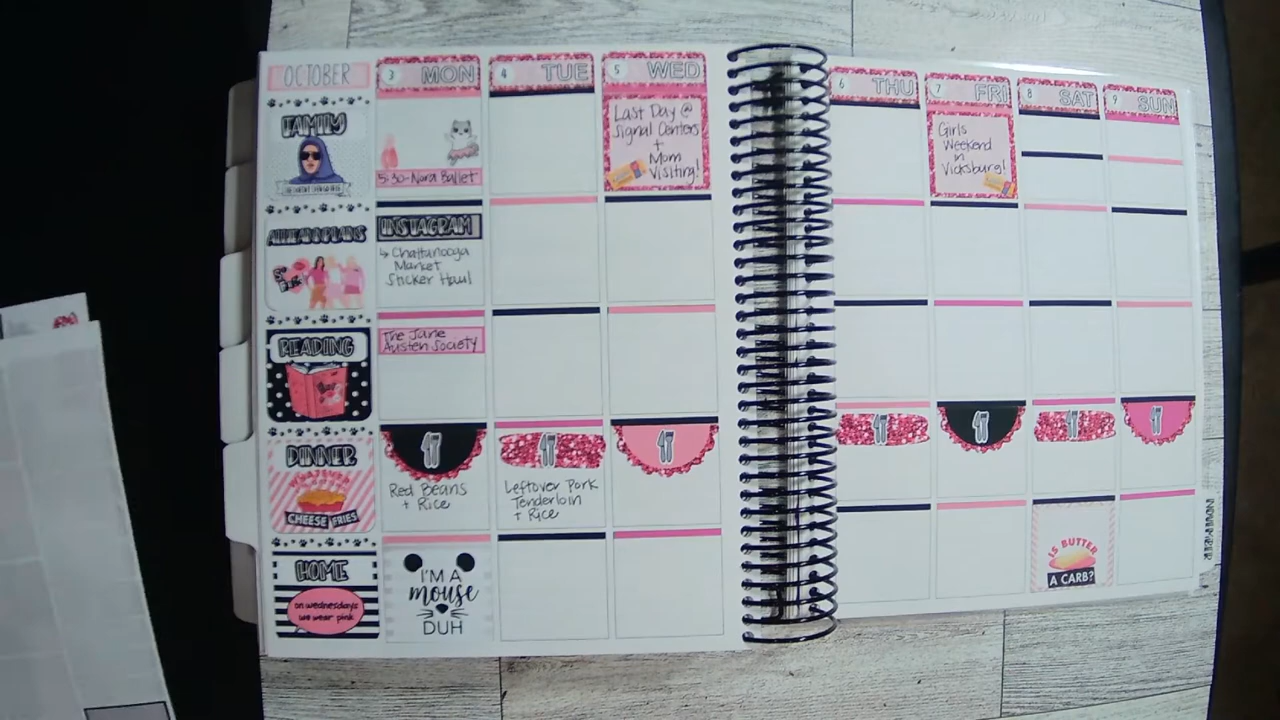 OCTOBER
3 MON
4 TUE
5 WED
6 THU
7 FRI
8 SAT
9 SUN
FAMILY
5:30-Nora Ballet
Last Day @
Signal Centers
+
Mom
Visiting!
Girls
Weekend
in
Vicksburg!
INSTAGRAM
↳ Chattanooga
Market
Sticker Haul
READING
The Jane
Austen Society
DINNER
WHATEVER
CHEESE FRIES
Red Beans
+ Rice
Leftover Pork
Tenderloin
+ Rice
HOME
on wednesdays
we wear pink
I'M A
mouse
DUH
IS BUTTER
A CARB?